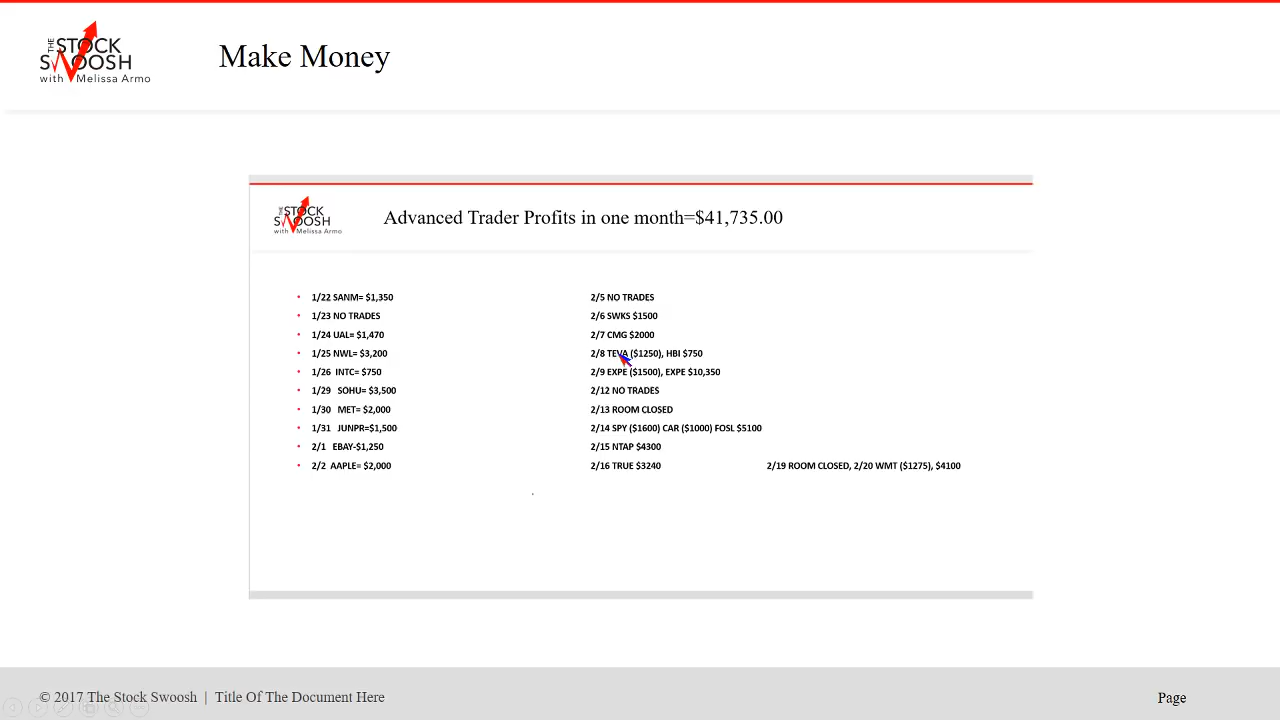 THE STOCK
SWOOSH
with Melissa Armo
Make Money
THE STOCK
SWOOSH
with Melissa Armo
Advanced Trader Profits in one month=$41,735.00
• 1/22 SANM= $1,350
• 1/23 NO TRADES
• 1/24 UAL= $1,470
• 1/25 NWL= $3,200
• 1/26 INTC= $750
• 1/29 SOHU= $3,500
• 1/30 MET= $2,000
• 1/31 JUNPR=$1,500
• 2/1 EBAY-$1,250
• 2/2 AAPLE= $2,000
2/5 NO TRADES
2/6 SWKS $1500
2/7 CMG $2000
2/8 TEVA ($1250), HBI $750
2/9 EXPE ($1500), EXPE $10,350
2/12 NO TRADES
2/13 ROOM CLOSED
2/14 SPY ($1600) CAR ($1000) FOSL $5100
2/15 NTAP $4300
2/16 TRUE $3240
2/19 ROOM CLOSED, 2/20 WMT ($1275), $4100
© 2017 The Stock Swoosh | Title Of The Document Here
Page